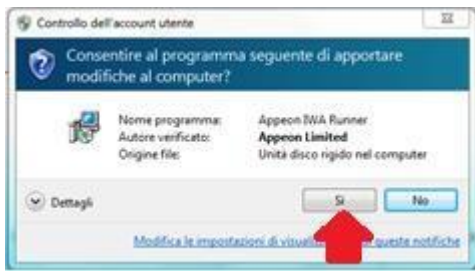 Controllo dell'account utente
Consentire al programma seguente di apportare
modifiche al computer?
Nome programma: Appeon IWA Runner
Autore verificato: Appeon Limited
Origine file: Unità disco rigido nel computer
Dettagli
Sì
No
Modifica le impostazioni di queste notifiche